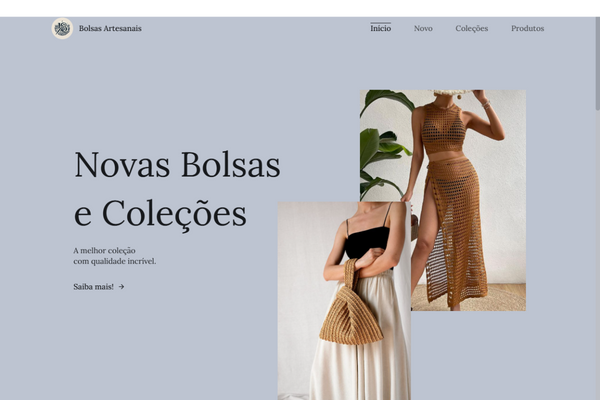 Bolsas Artesanais
Início
Novo
Coleções
Produtos
Novas Bolsas
e Coleções
A melhor coleção
com qualidade incrível.
Saiba mais! →